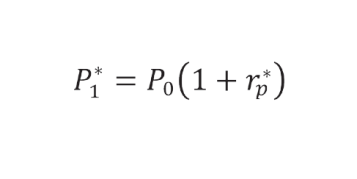 P₁* = P₀(1 + rₚ*)